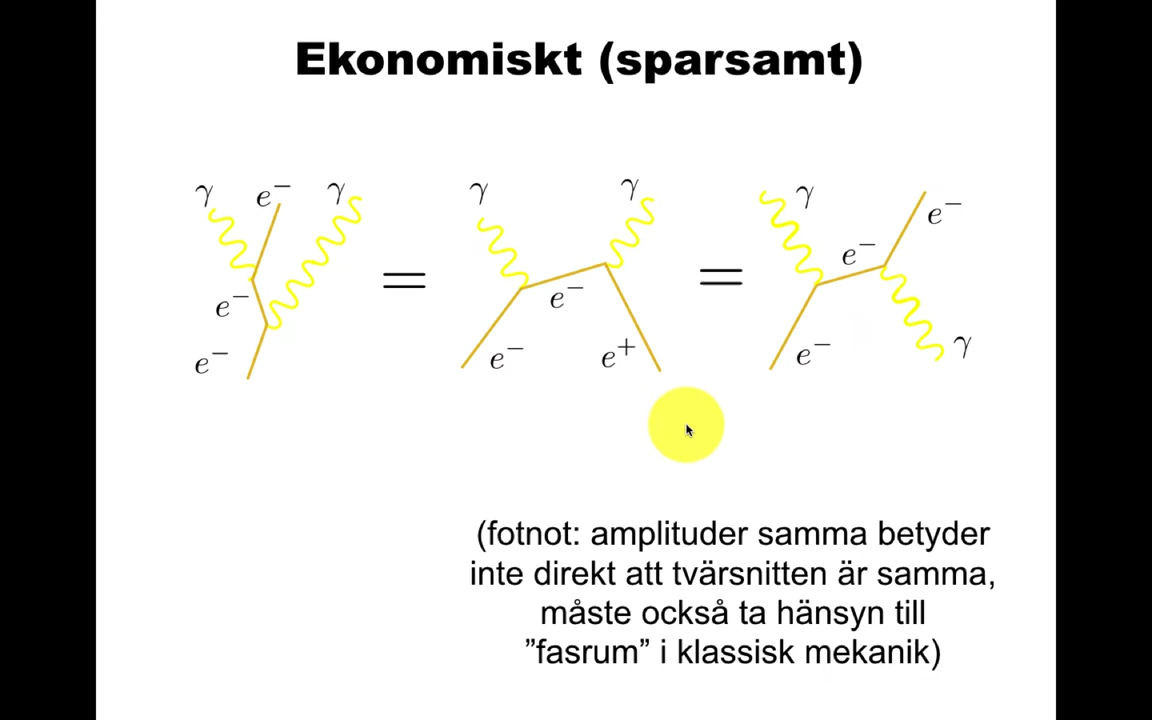 Ekonomiskt (sparsamt)
γ e⁻ γ
e⁻
e⁻
=
γ γ
e⁻
e⁻ e⁺
=
γ e⁻
e⁻
e⁻ γ
(fotnot: amplituder samma betyder
inte direkt att tvärsnitten är samma,
måste också ta hänsyn till
”fasrum” i klassisk mekanik)